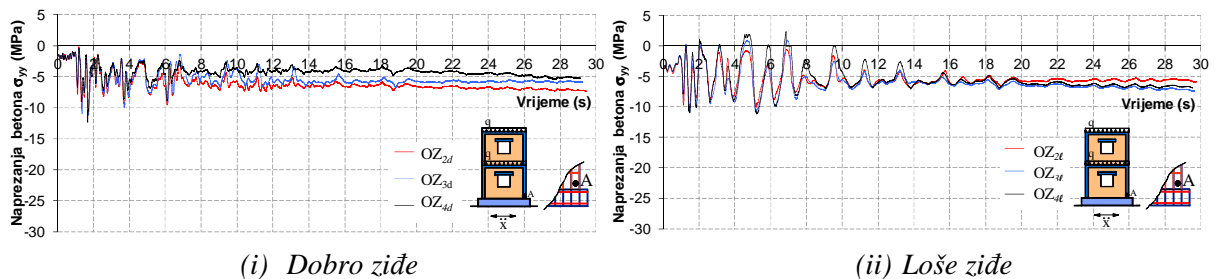 Naprezanja betona σyy (MPa)
5
0
-5
-10
-15
-20
-25
-30
0 2 4 6 8 10 12 14 16 18 20 22 24 26 28 30
Vrijeme (s)
OZ2d
OZ3d
OZ4d
q
q
A
ẍ
A
(i) Dobro ziđe
Naprezanja betona σyy (MPa)
5
0
-5
-10
-15
-20
-25
-30
0 2 4 6 8 10 12 14 16 18 20 22 24 26 28 30
Vrijeme (s)
OZ2ℓ
OZ3ℓ
OZ4ℓ
q
q
A
ẍ
A
(ii) Loše ziđe